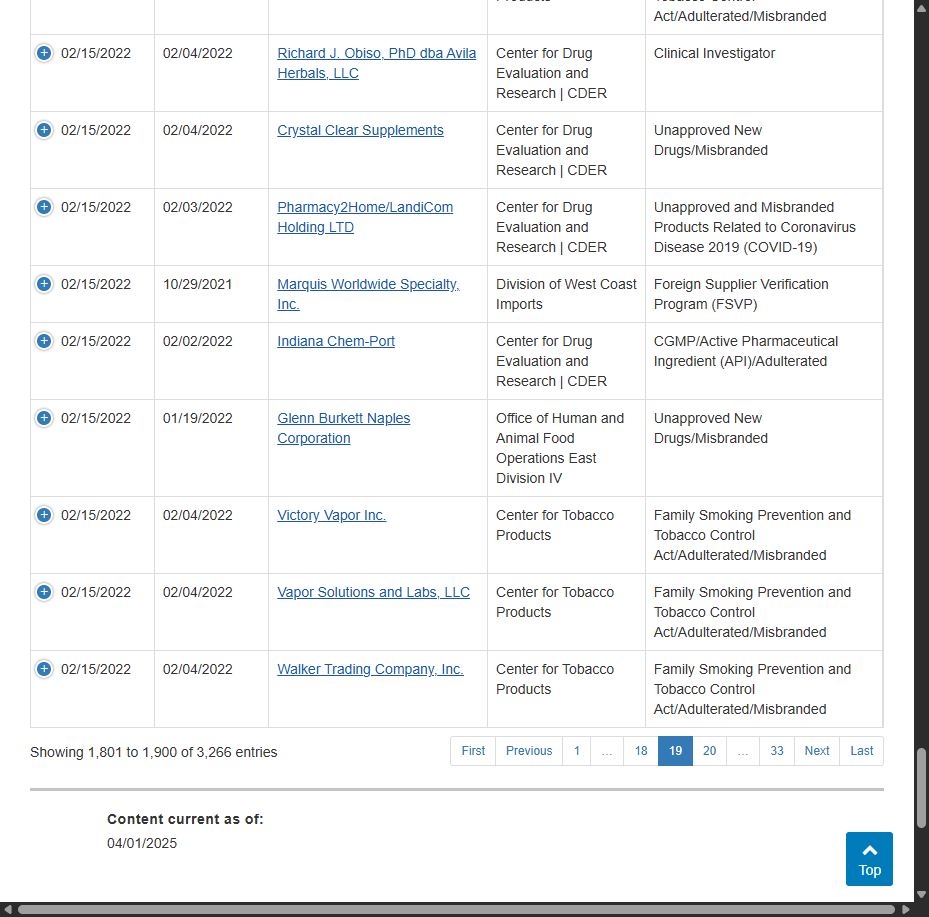 Act/Adulterated/Misbranded
02/15/2022 02/04/2022 Richard J. Obiso, PhD dba Avila Center for Drug Clinical Investigator
Herbals, LLC Evaluation and
Research | CDER
02/15/2022 02/04/2022 Crystal Clear Supplements Center for Drug Unapproved New
Evaluation and Drugs/Misbranded
Research | CDER
02/15/2022 02/03/2022 Pharmacy2Home/LandiCom Center for Drug Unapproved and Misbranded
Holding LTD Evaluation and Products Related to Coronavirus
Research | CDER Disease 2019 (COVID-19)
02/15/2022 10/29/2021 Marquis Worldwide Specialty, Division of West Coast Foreign Supplier Verification
Inc. Imports Program (FSVP)
02/15/2022 02/02/2022 Indiana Chem-Port Center for Drug CGMP/Active Pharmaceutical
Evaluation and Ingredient (API)/Adulterated
Research | CDER
02/15/2022 01/19/2022 Glenn Burkett Naples Office of Human and Unapproved New
Corporation Animal Food Drugs/Misbranded
Operations East
Division IV
02/15/2022 02/04/2022 Victory Vapor Inc. Center for Tobacco Family Smoking Prevention and
Products Tobacco Control
Act/Adulterated/Misbranded
02/15/2022 02/04/2022 Vapor Solutions and Labs, LLC Center for Tobacco Family Smoking Prevention and
Products Tobacco Control
Act/Adulterated/Misbranded
02/15/2022 02/04/2022 Walker Trading Company, Inc. Center for Tobacco Family Smoking Prevention and
Products Tobacco Control
Act/Adulterated/Misbranded
Showing 1,801 to 1,900 of 3,266 entries First Previous 1 ... 18 19 20 ... 33 Next Last
Content current as of:
04/01/2025
Top